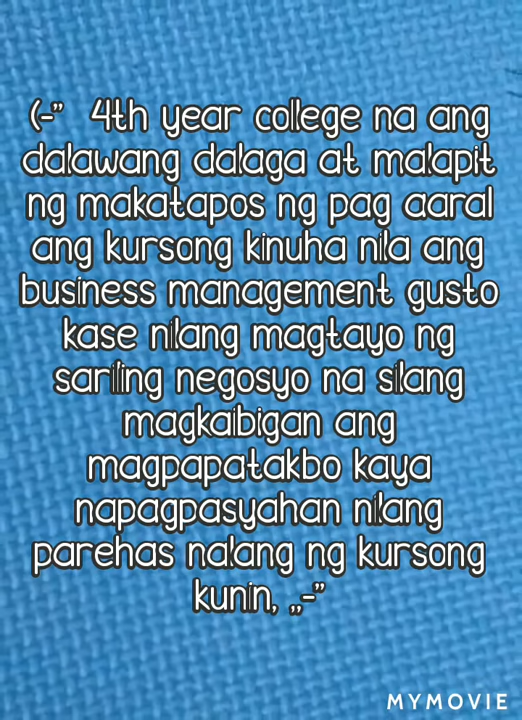 (-" 4th year college na ang
dalawang dalaga at malapit
ng makatapos ng pag aaral
ang kursong kinuha nila ang
business management gusto
kase nilang magtayo ng
sariling negosyo na silang
magkaibigan ang
magpapatakbo kaya
napagpasyahan nilang
parehas nalang ng kursong
kunin, ,,-"
MYMOVIE